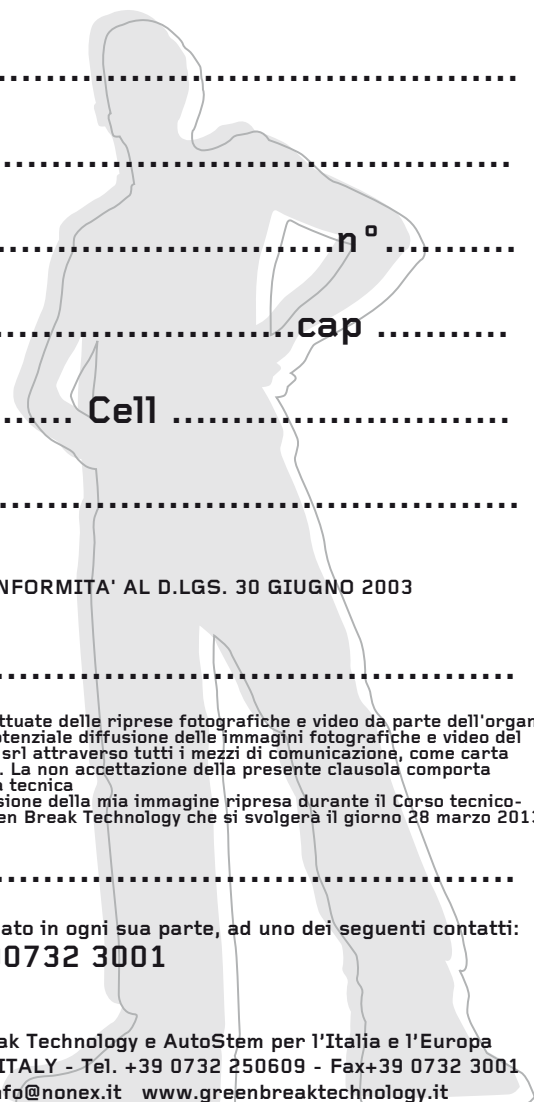 ..........................................
..........................................
n°...........
cap ...........
...... Cell .............................
..........................................
NFORMITA' AL D.LGS. 30 GIUGNO 2003
..........................................
ttuate delle riprese fotografiche e video da parte dell'organ
otenziale diffusione delle immagini fotografiche e video del
srl attraverso tutti i mezzi di comunicazione, come carta
. La non accettazione della presente clausola comporta
a tecnica
sione della mia immagine ripresa durante il Corso tecnico-
en Break Technology che si svolgerà il giorno 28 marzo 2013
..........................................
ato in ogni sua parte, ad uno dei seguenti contatti:
0732 3001
ak Technology e AutoStem per l'Italia e l'Europa
ITALY - Tel. +39 0732 250609 - Fax+39 0732 3001
nfo@nonex.it www.greenbreaktechnology.it